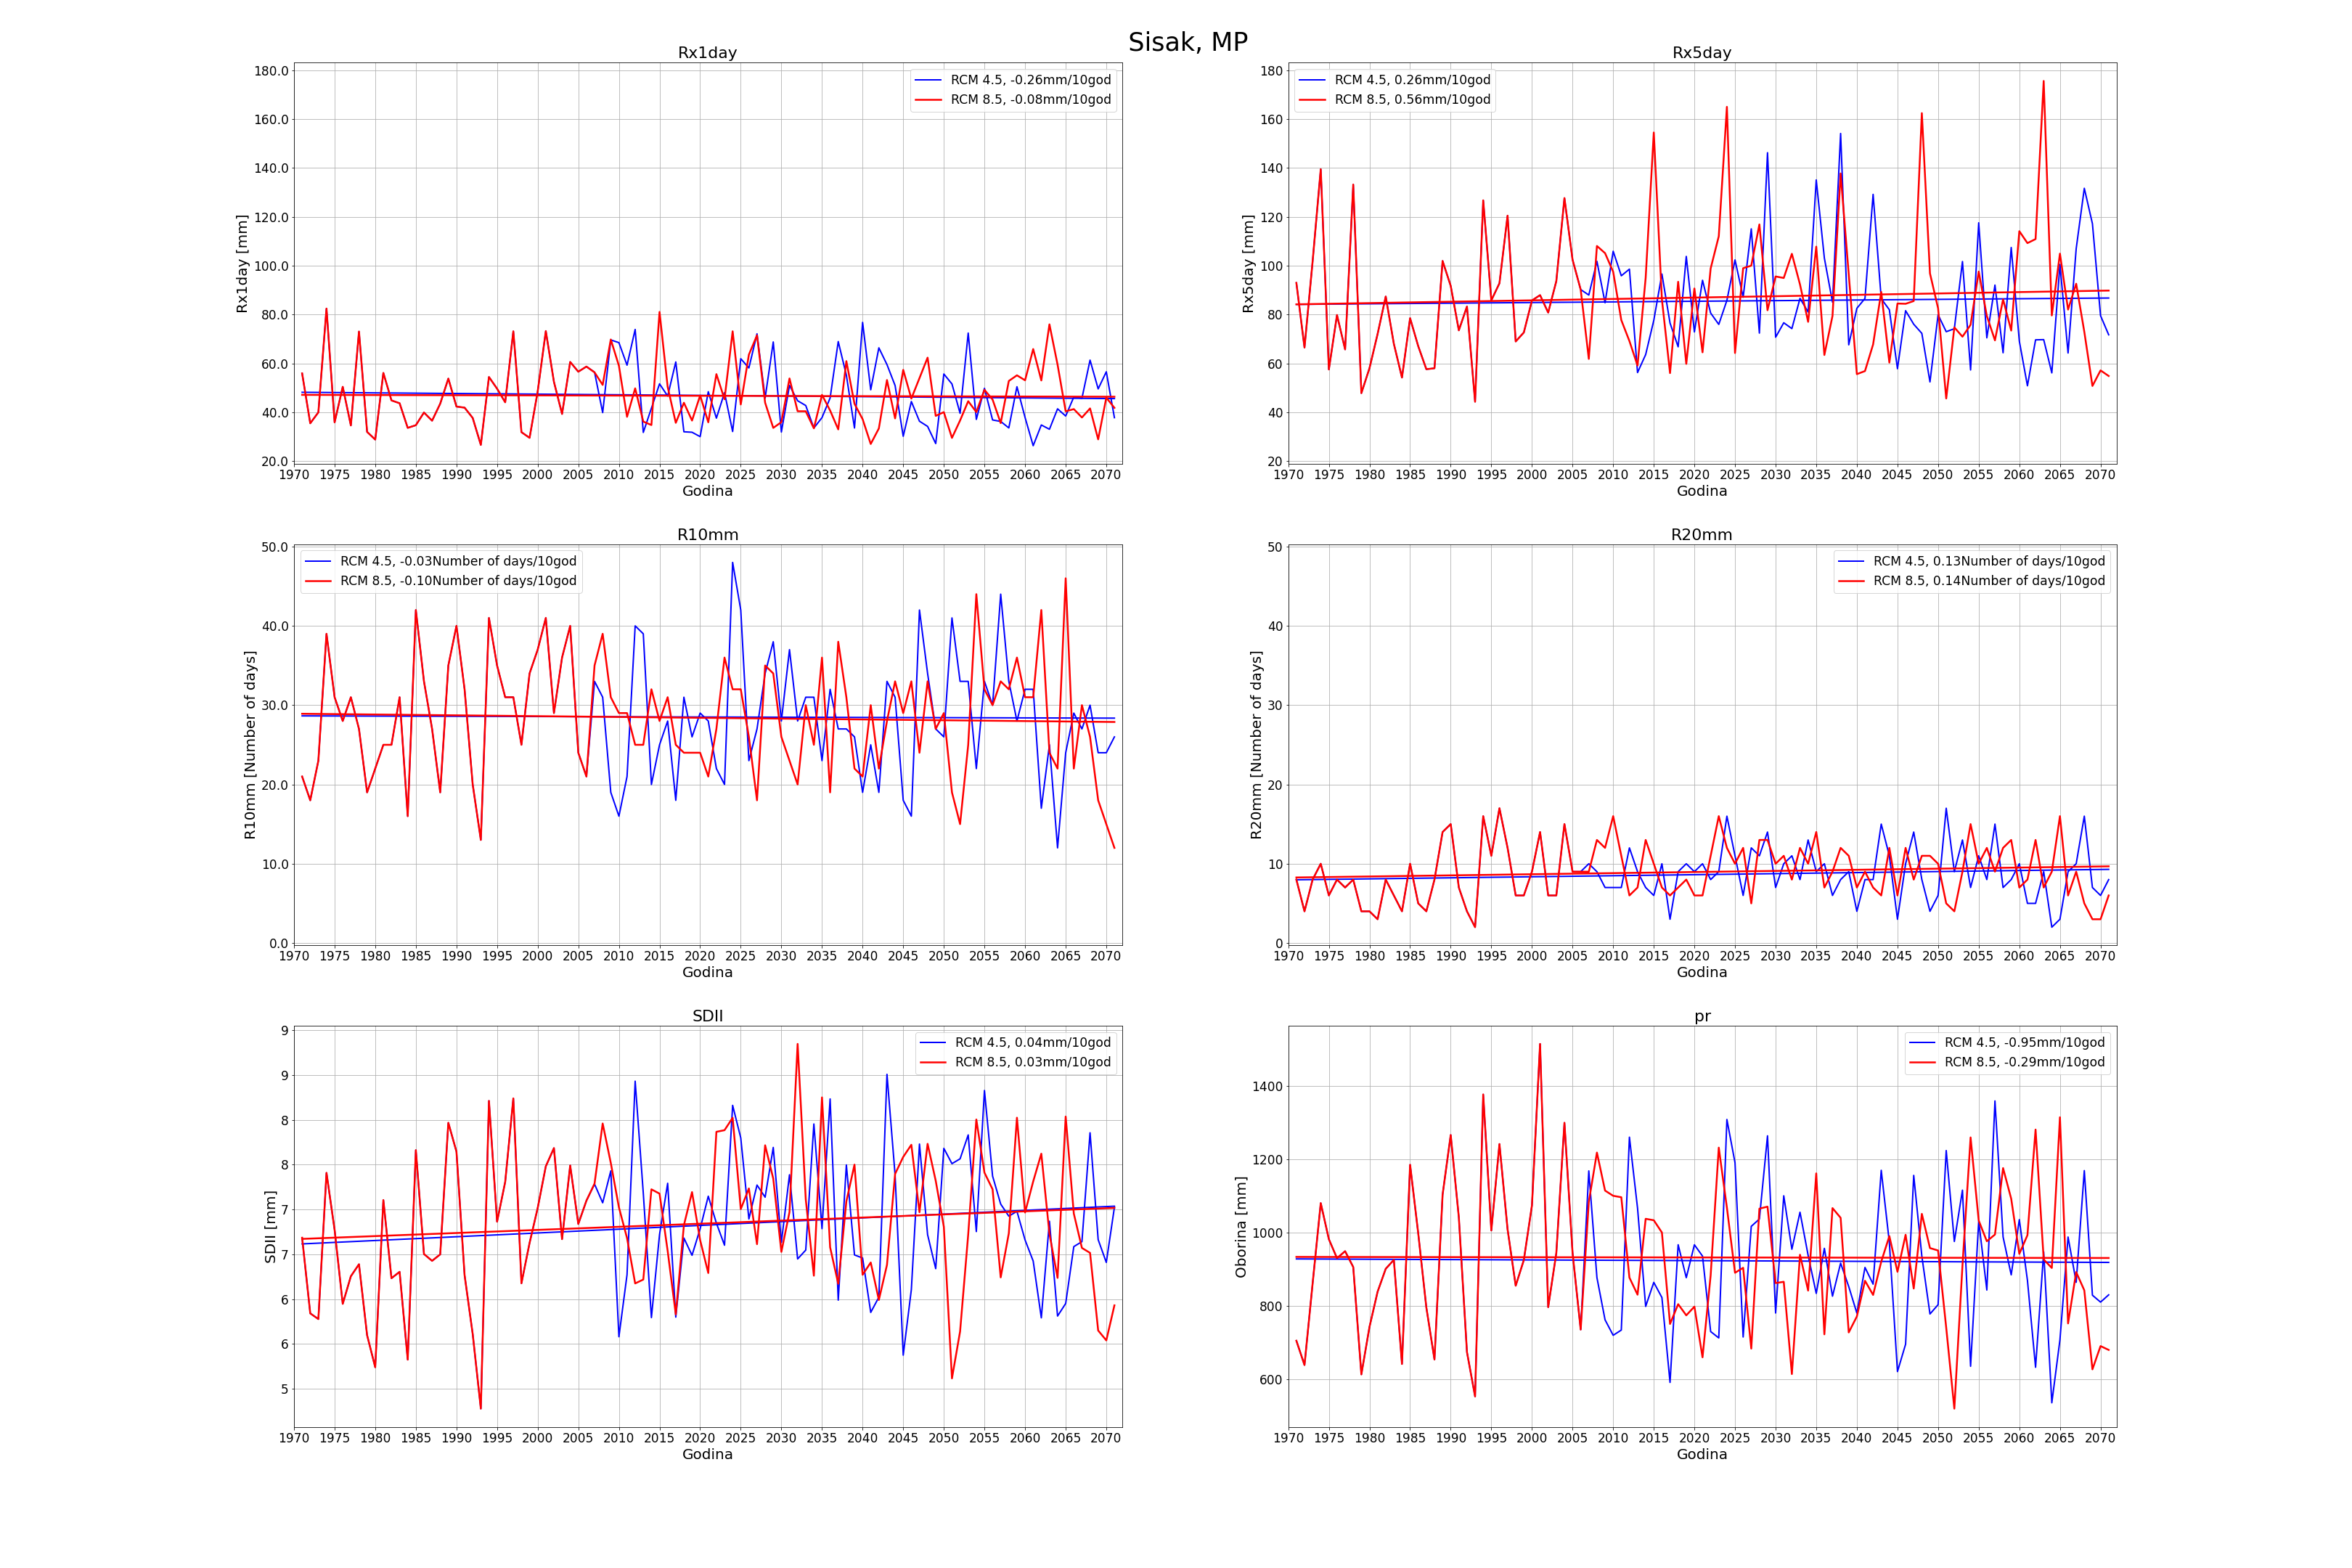 Sisak, MP
Rx1day
RCM 4.5, -0.26mm/10god
RCM 8.5, -0.08mm/10god
Rx1day [mm]
180.0
160.0
140.0
120.0
100.0
80.0
60.0
40.0
20.0
1970 1975 1980 1985 1990 1995 2000 2005 2010 2015 2020 2025 2030 2035 2040 2045 2050 2055 2060 2065 2070
Godina
Rx5day
RCM 4.5, 0.26mm/10god
RCM 8.5, 0.56mm/10god
Rx5day [mm]
180
160
140
120
100
80
60
40
20
1970 1975 1980 1985 1990 1995 2000 2005 2010 2015 2020 2025 2030 2035 2040 2045 2050 2055 2060 2065 2070
Godina
R10mm
RCM 4.5, -0.03Number of days/10god
RCM 8.5, -0.10Number of days/10god
R10mm [Number of days]
50.0
40.0
30.0
20.0
10.0
0.0
1970 1975 1980 1985 1990 1995 2000 2005 2010 2015 2020 2025 2030 2035 2040 2045 2050 2055 2060 2065 2070
Godina
R20mm
RCM 4.5, 0.13Number of days/10god
RCM 8.5, 0.14Number of days/10god
R20mm [Number of days]
50
40
30
20
10
0
1970 1975 1980 1985 1990 1995 2000 2005 2010 2015 2020 2025 2030 2035 2040 2045 2050 2055 2060 2065 2070
Godina
SDII
RCM 4.5, 0.04mm/10god
RCM 8.5, 0.03mm/10god
SDII [mm]
9
9
8
8
7
7
6
6
5
1970 1975 1980 1985 1990 1995 2000 2005 2010 2015 2020 2025 2030 2035 2040 2045 2050 2055 2060 2065 2070
Godina
pr
RCM 4.5, -0.95mm/10god
RCM 8.5, -0.29mm/10god
Oborina [mm]
1400
1200
1000
800
600
1970 1975 1980 1985 1990 1995 2000 2005 2010 2015 2020 2025 2030 2035 2040 2045 2050 2055 2060 2065 2070
Godina